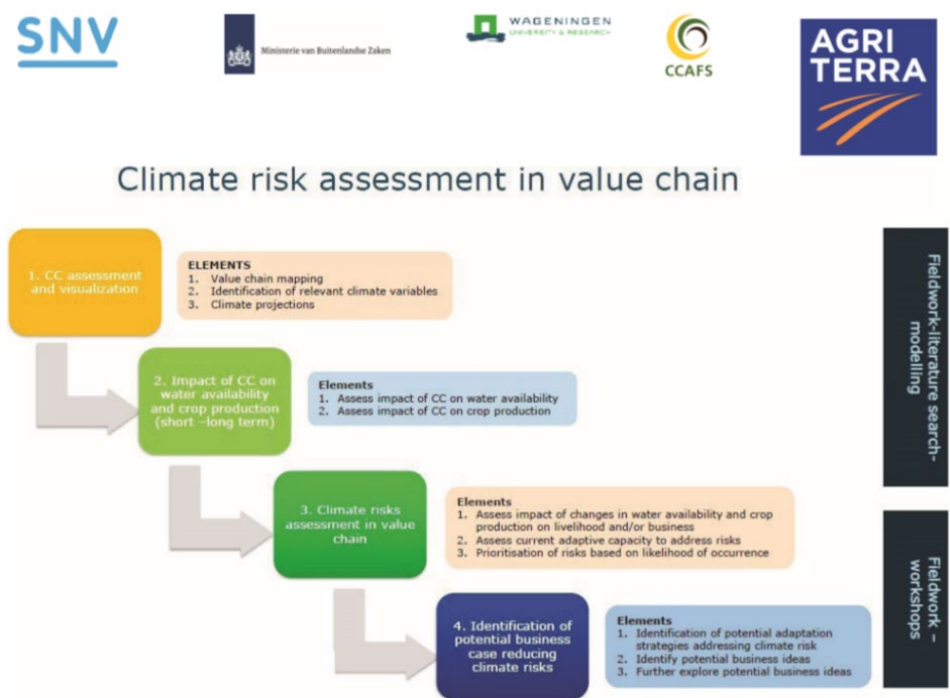 SNV
Ministerie van Buitenlandse Zaken
WAGENINGEN
UNIVERSITY & RESEARCH
CCAFS
AGRI
TERRA
Climate risk assessment in value chain
1. CC assessment
and visualization
ELEMENTS
1. Value chain mapping
2. Identification of relevant climate variables
3. Climate projections
2. Impact of CC on
water availability
and crop production
(short –long term)
Elements
1. Assess impact of CC on water availability
2. Assess impact of CC on crop production
3. Climate risks
assessment in value
chain
Elements
1. Assess impact of changes in water availability and crop
production on livelihood and/or business
2. Assess current adaptive capacity to address risks
3. Prioritisation of risks based on likelihood of occurrence
4. Identification of
potential business
case reducing
climate risks
Elements
1. Identification of potential adaptation
strategies addressing climate risk
2. Identify potential business ideas
3. Further explore potential business ideas
Fieldwork-literature search-
modelling
Fieldwork –
workshops